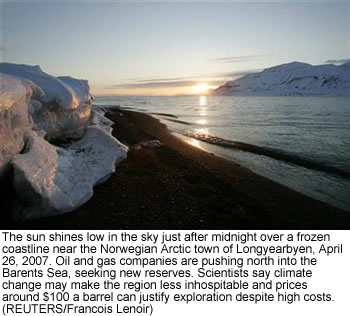 The sun shines low in the sky just after midnight over a frozen
coastline near the Norwegian Arctic town of Longyearbyen, April
26, 2007. Oil and gas companies are pushing north into the
Barents Sea, seeking new reserves. Scientists say climate
change may make the region less inhospitable and prices
around $100 a barrel can justify exploration despite high costs.
(REUTERS/Francois Lenoir)